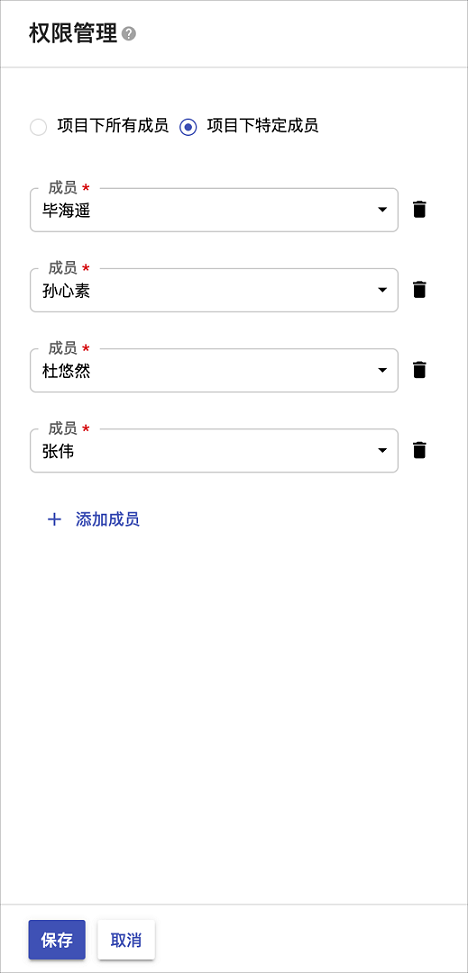 权限管理
项目下所有成员 项目下特定成员
成员 *
毕海遥
成员 *
孙心素
成员 *
杜悠然
成员 *
张伟
+ 添加成员
保存 取消